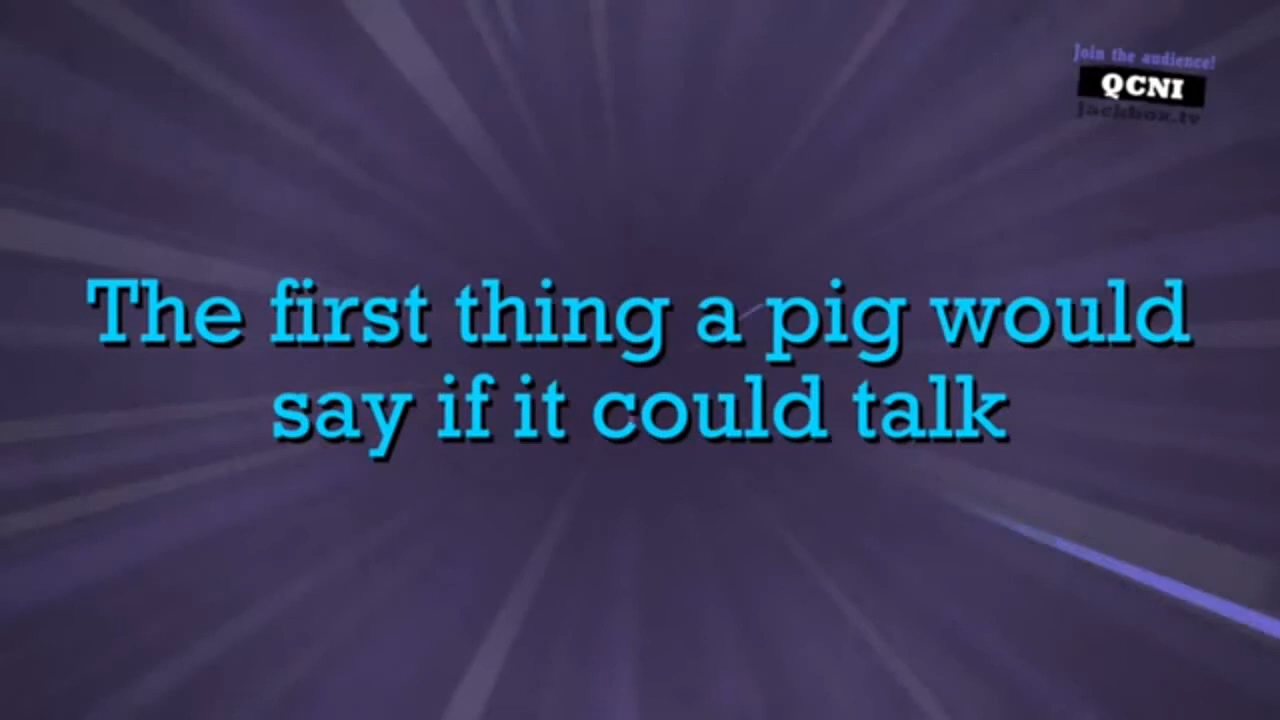 Join the audience!
QCNI
jackbox.tv
The first thing a pig would
say if it could talk